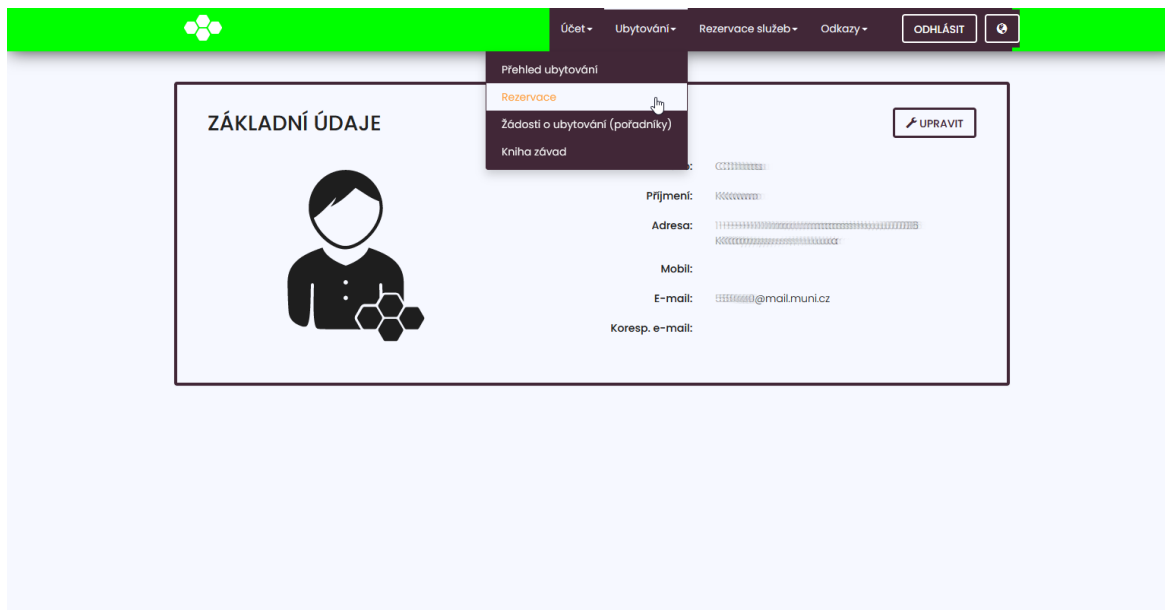 Účet
Ubytování
Rezervace služeb
Odkazy
ODHLÁSIT
Přehled ubytování
Rezervace
Žádosti o ubytování (pořadníky)
Kniha závad
ZÁKLADNÍ ÚDAJE
UPRAVIT
Příjmení:
Adresa:
Mobil:
E-mail: @mail.muni.cz
Koresp. e-mail: